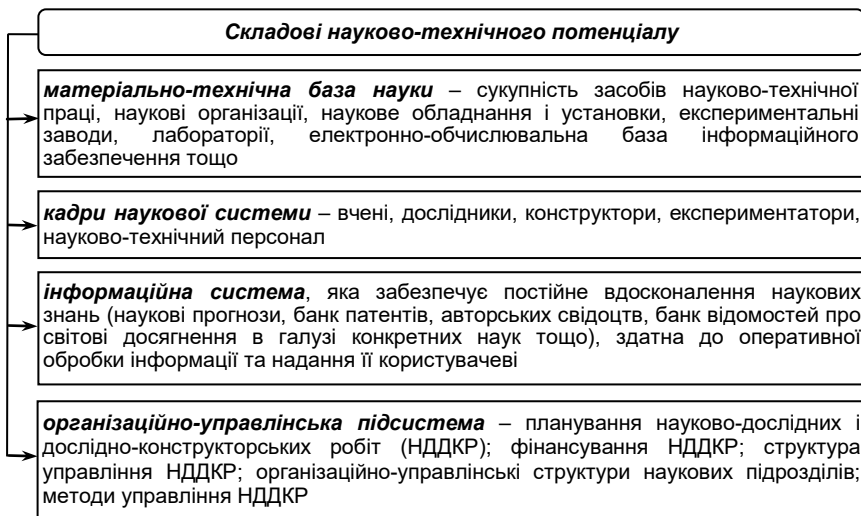 Складові науково-технічного потенціалу
матеріально-технічна база науки – сукупність засобів науково-технічної
праці, наукові організації, наукове обладнання і установки, експериментальні
заводи, лабораторії, електронно-обчислювальна база інформаційного
забезпечення тощо
кадри наукової системи – вчені, дослідники, конструктори, експериментатори,
науково-технічний персонал
інформаційна система, яка забезпечує постійне вдосконалення наукових
знань (наукові прогнози, банк патентів, авторських свідоцтв, банк відомостей про
світові досягнення в галузі конкретних наук тощо), здатна до оперативної
обробки інформації та надання її користувачеві
організаційно-управлінська підсистема – планування науково-дослідних і
дослідно-конструкторських робіт (НДДКР); фінансування НДДКР; структура
управління НДДКР; організаційно-управлінські структури наукових підрозділів;
методи управління НДДКР